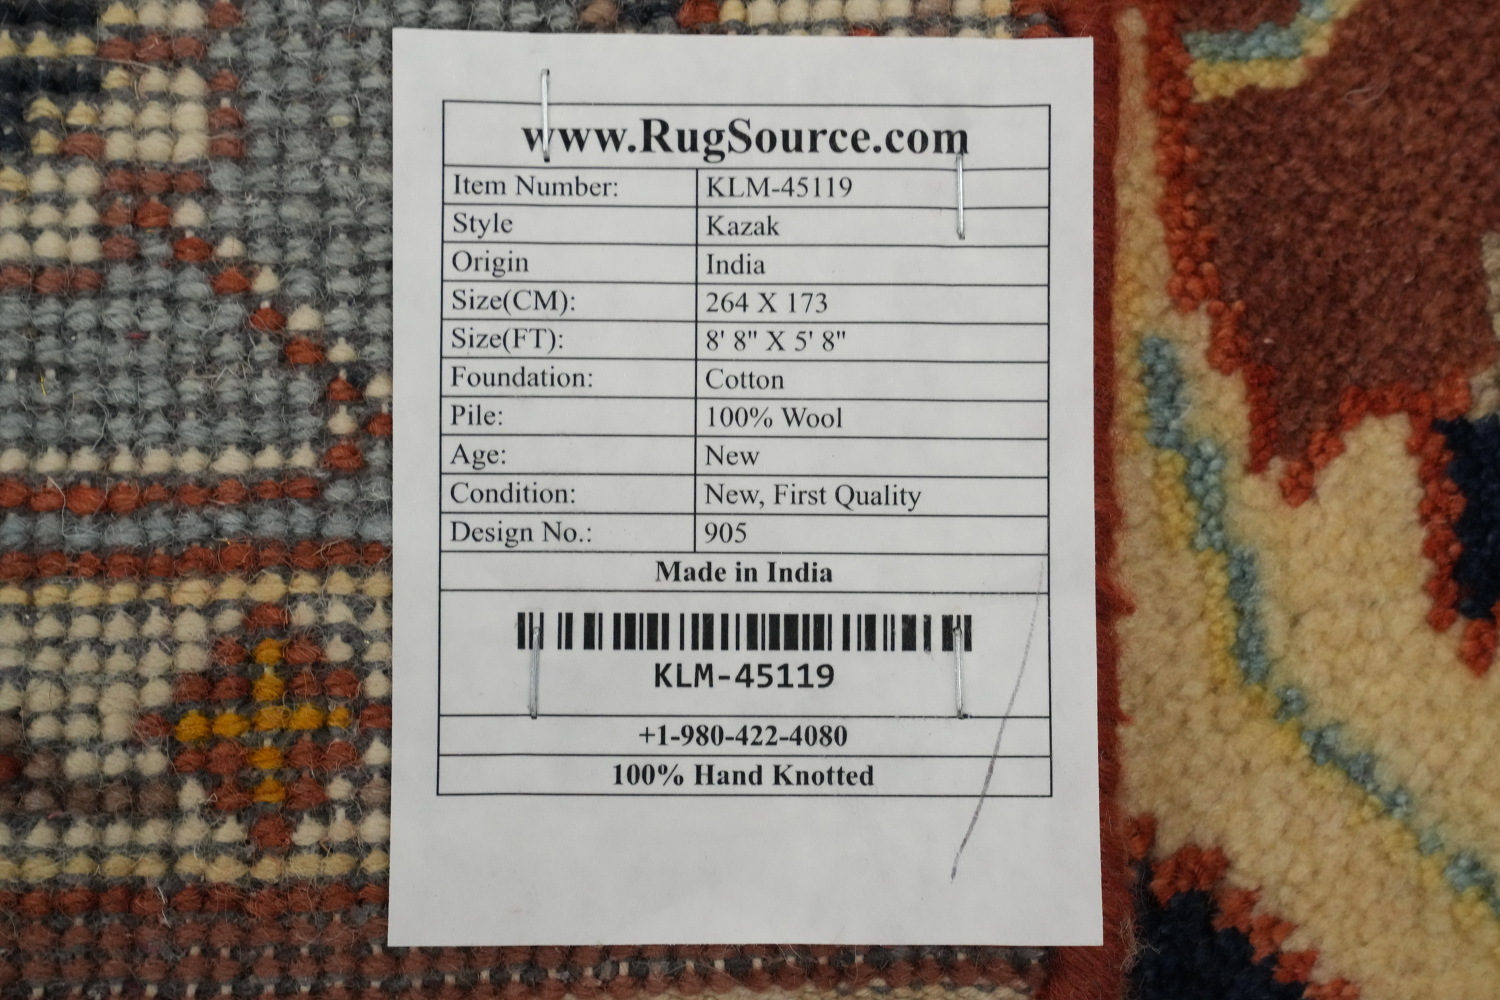 www.RugSource.com
Item Number: KLM-45119
Style Kazak
Origin India
Size(CM): 264 X 173
Size(FT): 8' 8" X 5' 8"
Foundation: Cotton
Pile: 100% Wool
Age: New
Condition: New, First Quality
Design No.: 905
Made in India
KLM-45119
+1-980-422-4080
100% Hand Knotted